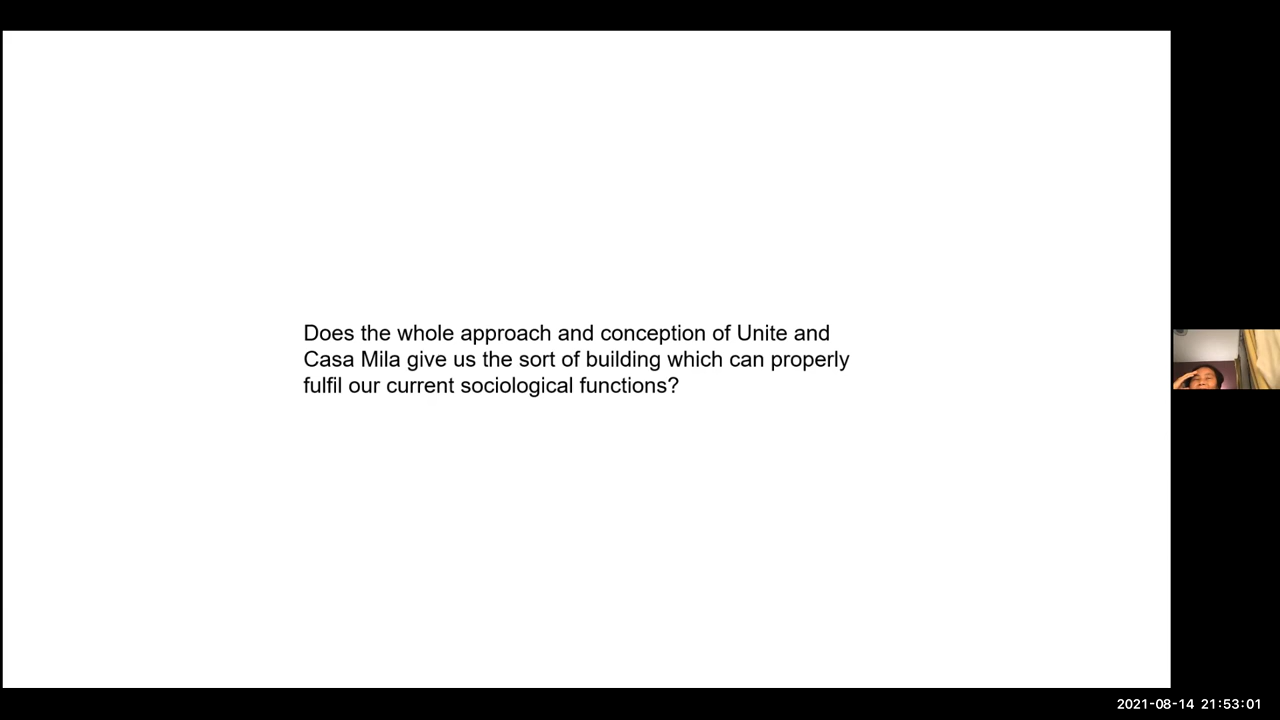 Does the whole approach and conception of Unite and
Casa Mila give us the sort of building which can properly
fulfil our current sociological functions?
2021-08-14 21:53:01